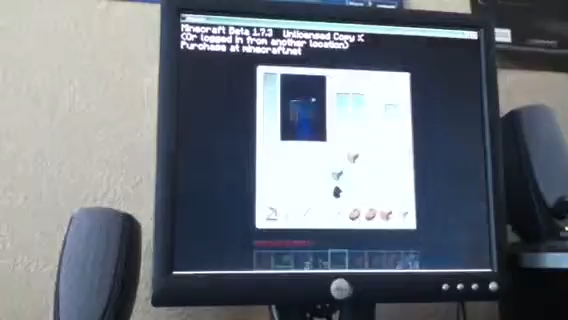 Minecraft Beta 1.7.3 Unlicensed Copy :(
(Or logged in from another location)
Purchase at minecraft.net